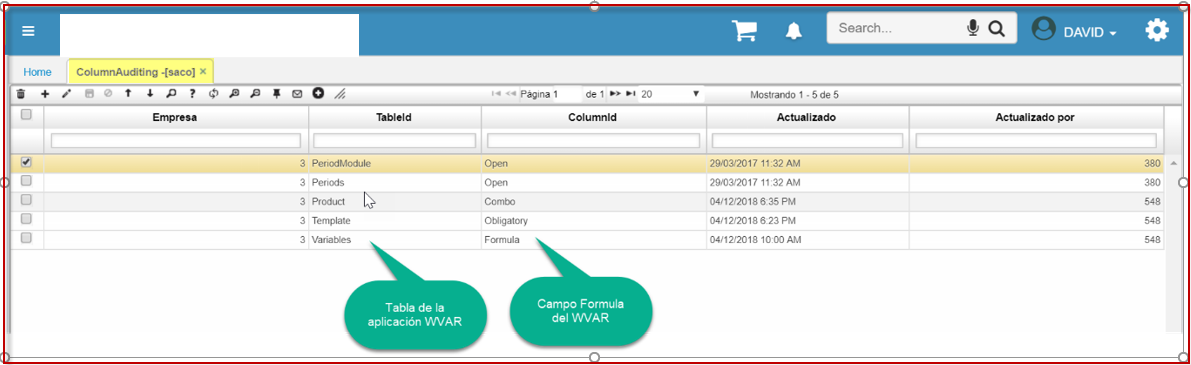 Search...
DAVID
Home
ColumnAuditing -[saco] ×
Página 1 de 1 20 Mostrando 1 - 5 de 5
Empresa TableId ColumnId Actualizado Actualizado por
3 PeriodModule Open 29/03/2017 11:32 AM 380
3 Periods Open 29/03/2017 11:32 AM 380
3 Product Combo 04/12/2018 6:35 PM 548
3 Template Obligatory 04/12/2018 6:23 PM 548
3 Variables Formula 04/12/2018 10:00 AM 548
Tabla de la
aplicación WVAR
Campo Formula
del WVAR